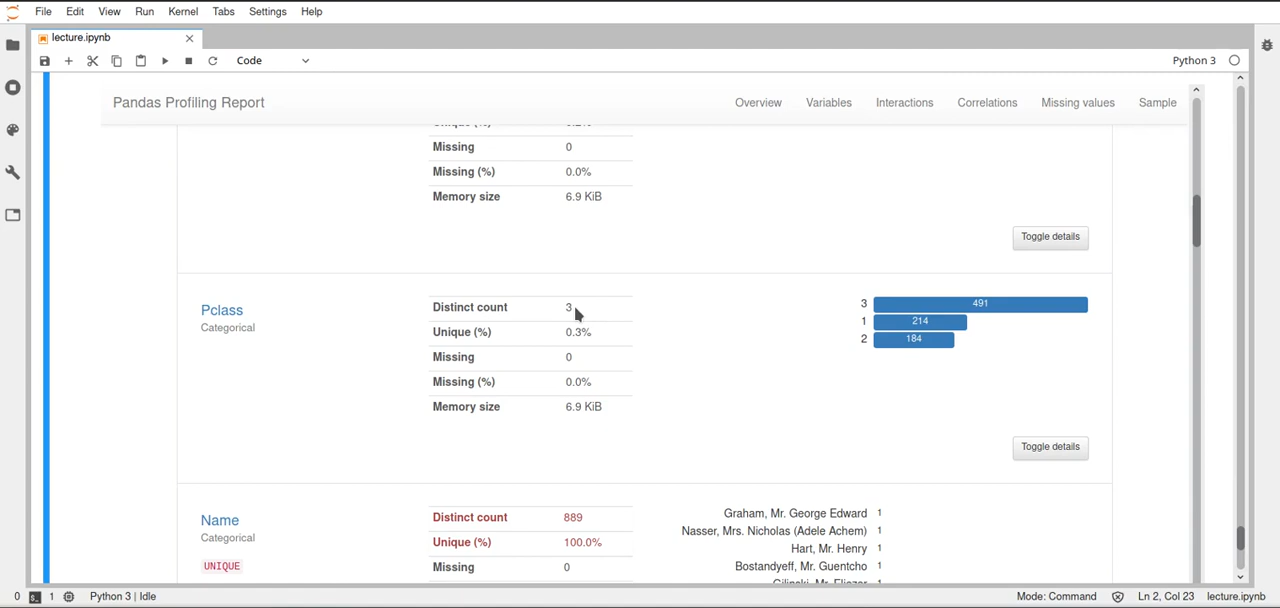 File Edit View Run Kernel Tabs Settings Help
lecture.ipynb
Code
Python 3
Pandas Profiling Report
Overview Variables Interactions Correlations Missing values Sample
Missing 0
Missing (%) 0.0%
Memory size 6.9 KiB
Toggle details
Pclass
Categorical
Distinct count 3
Unique (%) 0.3%
Missing 0
Missing (%) 0.0%
Memory size 6.9 KiB
3 491
1 214
2 184
Toggle details
Name
Categorical
UNIQUE
Distinct count 889
Unique (%) 100.0%
Missing 0
Graham, Mr. George Edward 1
Nasser, Mrs. Nicholas (Adele Achem) 1
Hart, Mr. Henry 1
Bostandyeff, Mr. Guentcho 1
0 1 Python 3 | Idle
Mode: Command Ln 2, Col 23 lecture.ipynb